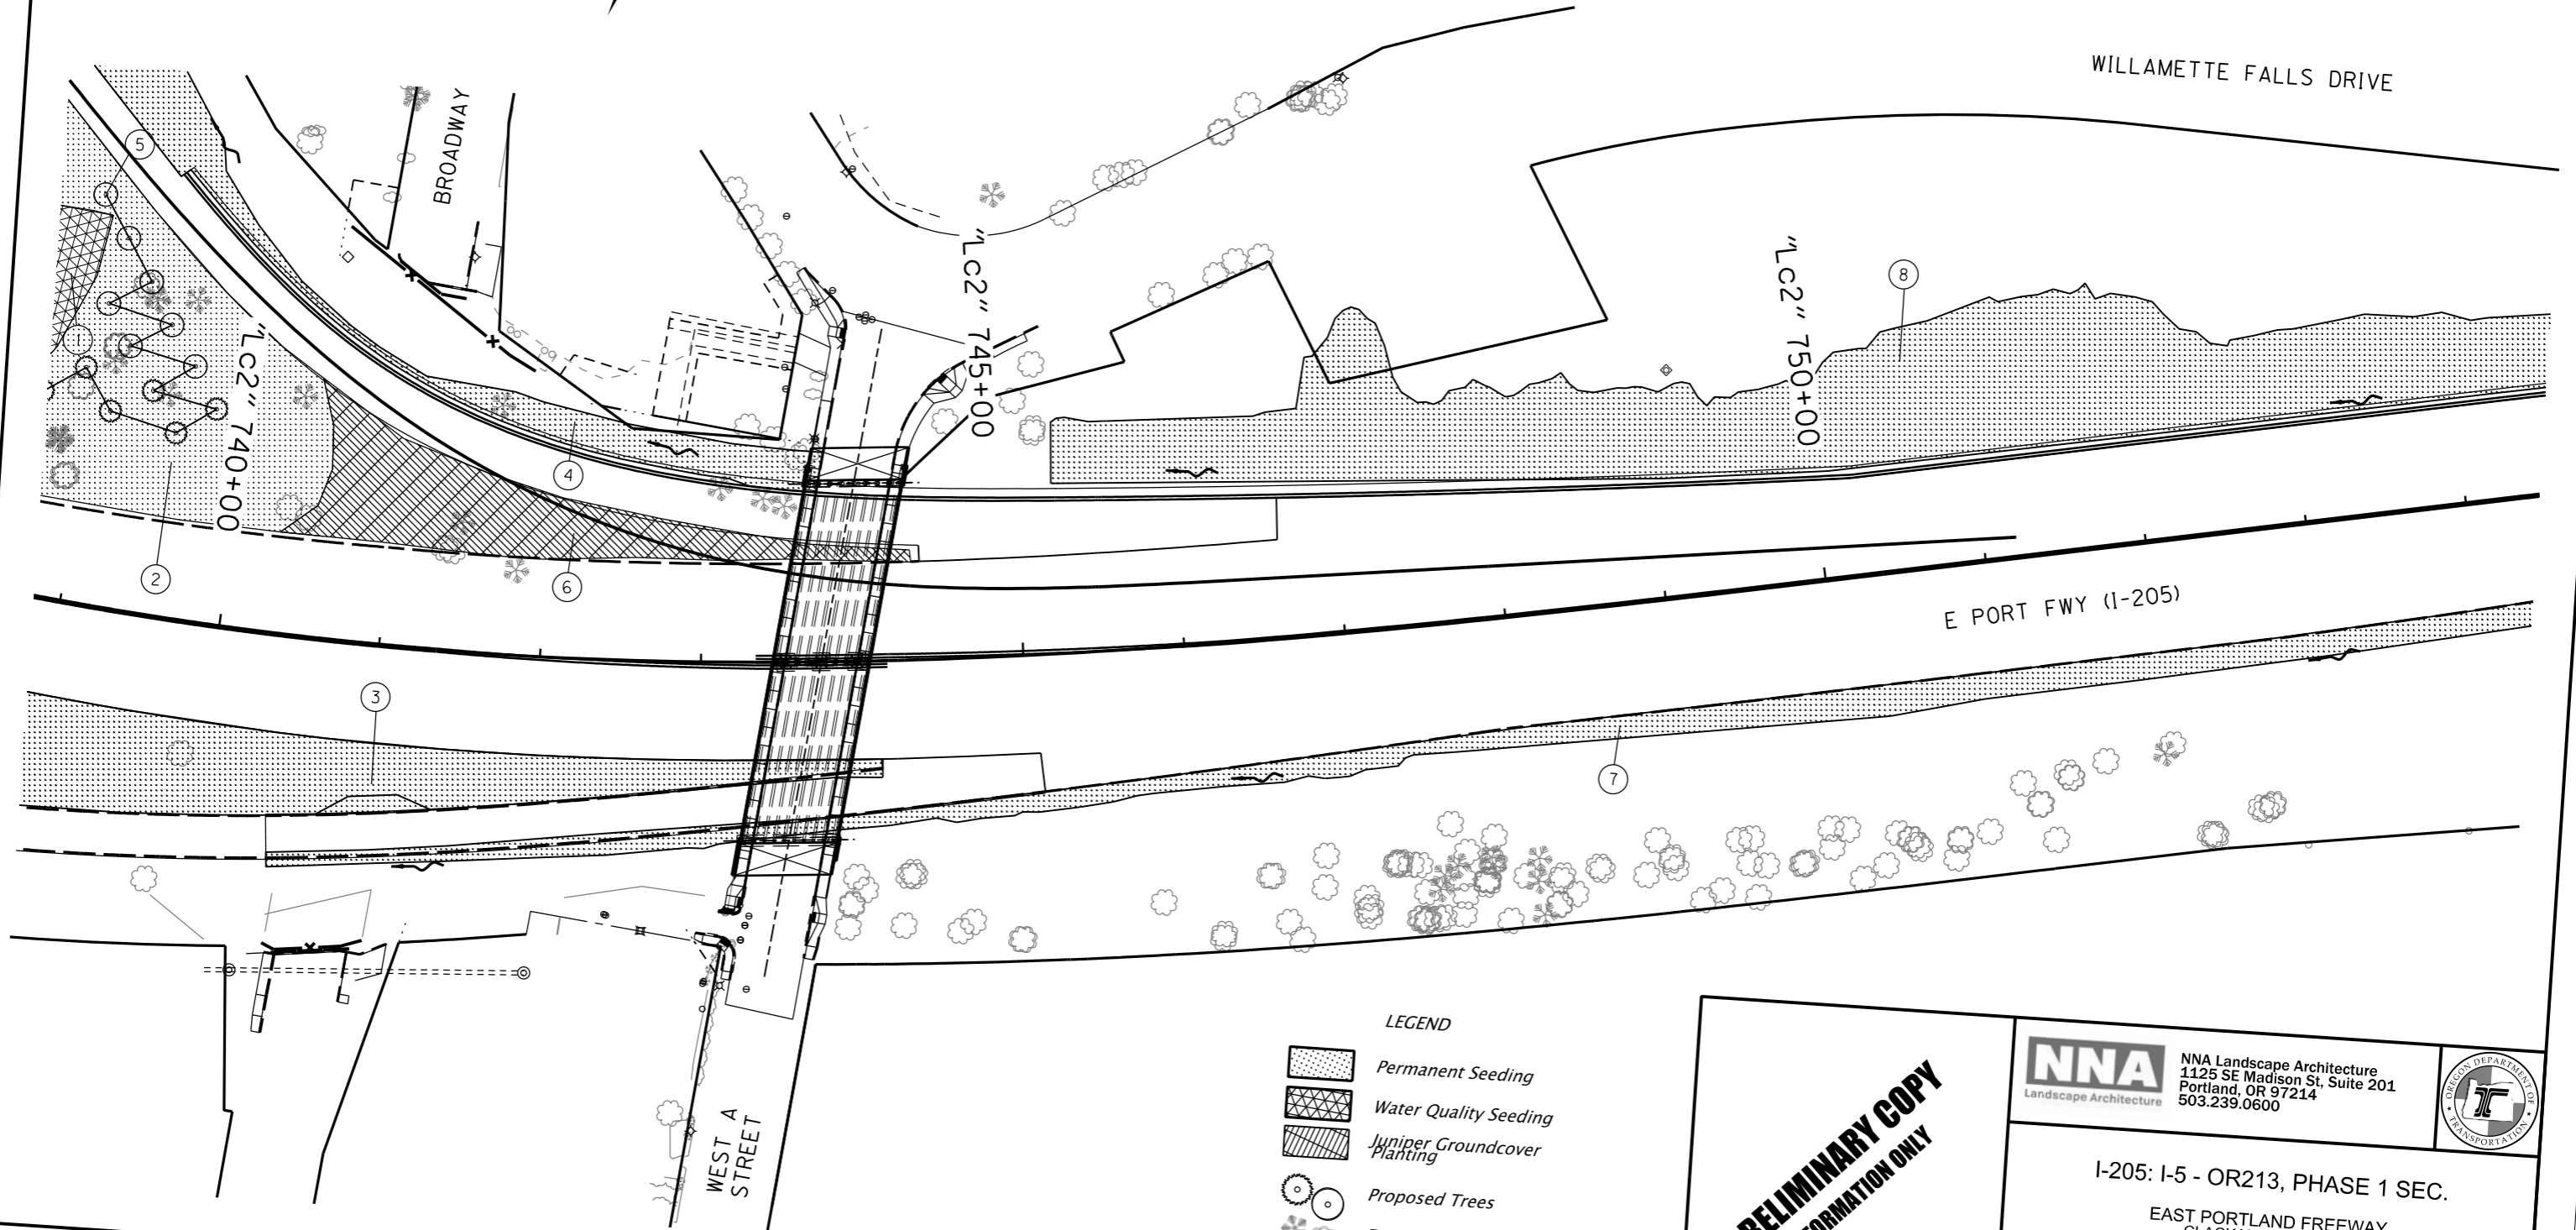 WILLAMETTE FALLS DRIVE
BROADWAY
5
"Lc2" 745+00
"Lc2" 750+00
8
1
"Lc2" 740+00
4
2
6
E PORT FWY (I-205)
3
7
WEST A
STREET
LEGEND
Permanent Seeding
Water Quality Seeding
Juniper Groundcover
Planting
Proposed Trees
NNA
Landscape Architecture
NNA Landscape Architecture
1125 SE Madison St, Suite 201
Portland, OR 97214
503.239.0600
OREGON DEPARTMENT OF
TRANSPORTATION
I-205: I-5 - OR213, PHASE 1 SEC.
EAST PORTLAND FREEWAY
COPY
ONLY